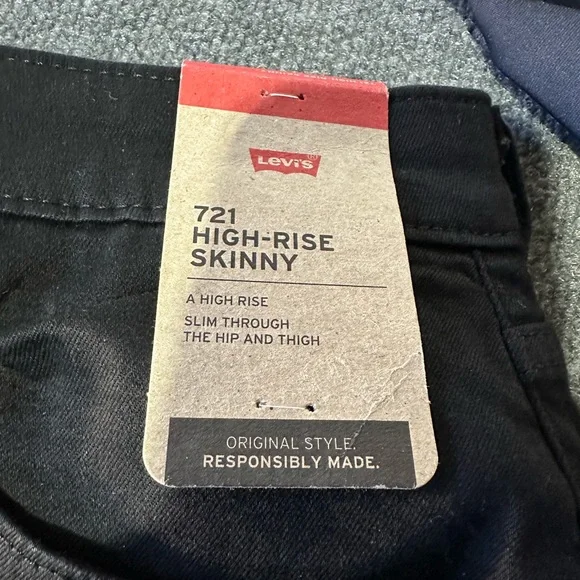 Levi's
721
HIGH-RISE
SKINNY
A HIGH RISE
SLIM THROUGH
THE HIP AND THIGH
ORIGINAL STYLE.
RESPONSIBLY MADE.